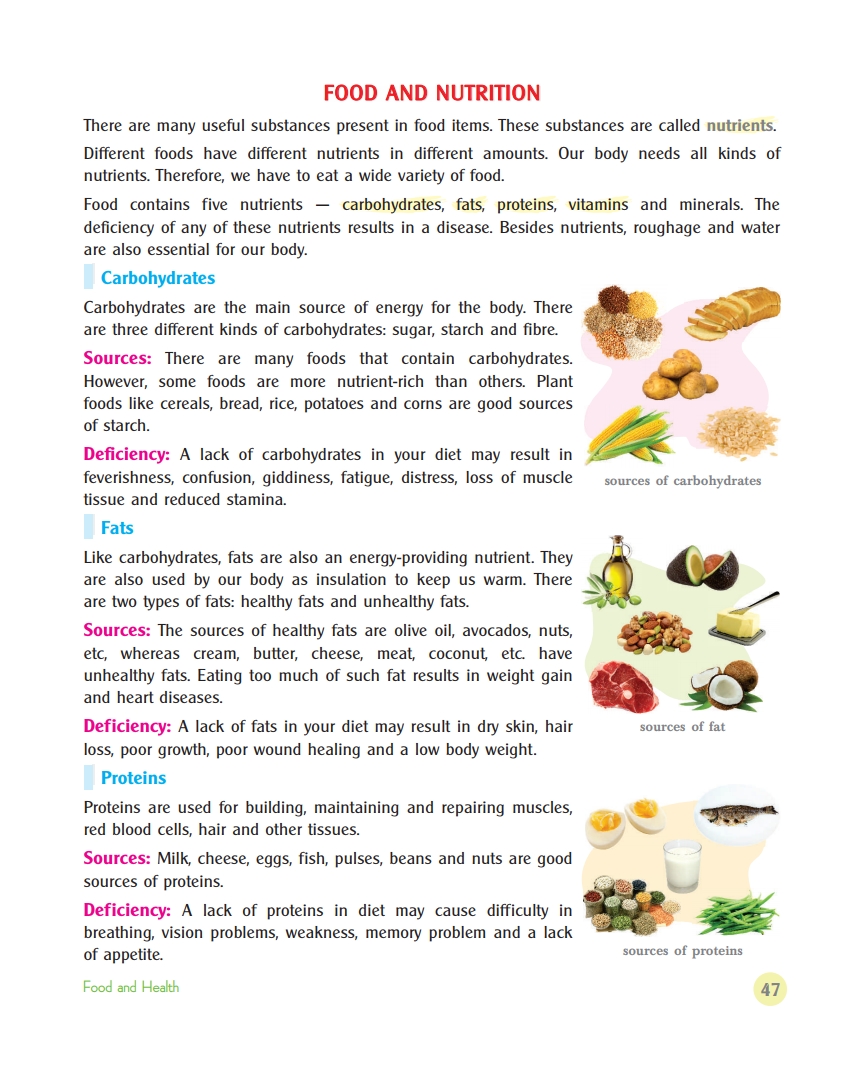 FOOD AND NUTRITION
There are many useful substances present in food items. These substances are called nutrients.
Different foods have different nutrients in different amounts. Our body needs all kinds of
nutrients. Therefore, we have to eat a wide variety of food.
Food contains five nutrients — carbohydrates, fats, proteins, vitamins and minerals. The
deficiency of any of these nutrients results in a disease. Besides nutrients, roughage and water
are also essential for our body.
Carbohydrates
Carbohydrates are the main source of energy for the body. There
are three different kinds of carbohydrates: sugar, starch and fibre.
Sources: There are many foods that contain carbohydrates.
However, some foods are more nutrient-rich than others. Plant
foods like cereals, bread, rice, potatoes and corns are good sources
of starch.
Deficiency: A lack of carbohydrates in your diet may result in
feverishness, confusion, giddiness, fatigue, distress, loss of muscle
tissue and reduced stamina.
sources of carbohydrates
Fats
Like carbohydrates, fats are also an energy-providing nutrient. They
are also used by our body as insulation to keep us warm. There
are two types of fats: healthy fats and unhealthy fats.
Sources: The sources of healthy fats are olive oil, avocados, nuts,
etc, whereas cream, butter, cheese, meat, coconut, etc. have
unhealthy fats. Eating too much of such fat results in weight gain
and heart diseases.
Deficiency: A lack of fats in your diet may result in dry skin, hair
loss, poor growth, poor wound healing and a low body weight.
sources of fat
Proteins
Proteins are used for building, maintaining and repairing muscles,
red blood cells, hair and other tissues.
Sources: Milk, cheese, eggs, fish, pulses, beans and nuts are good
sources of proteins.
Deficiency: A lack of proteins in diet may cause difficulty in
breathing, vision problems, weakness, memory problem and a lack
of appetite.
sources of proteins
Food and Health
47